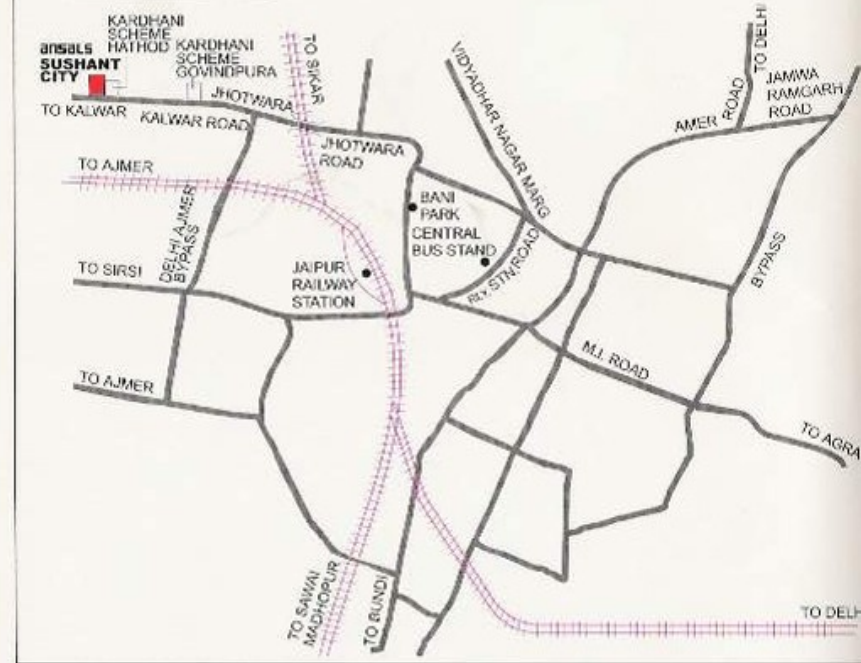 KARDHANI
SCHEME
HATHOD
KARDHANI
SCHEME
GOVINDPURA
ansals
SUSHANT
CITY
TO KALWAR
KALWAR ROAD
JHOTWARA
TO SIKAR
JHOTWARA
ROAD
VIDYADHAR NAGAR MARG
TO DELHI
AMER ROAD
JAMWA
RAMGARH
ROAD
TO AJMER
DELHI AJMER
BYPASS
BANI
PARK
CENTRAL
BUS STAND
RLY. STN. ROAD
BYPASS
TO SIRSI
JAIPUR
RAILWAY
STATION
M.I. ROAD
TO AJMER
TO AGRA
TO SAWAI
MADHOPUR
TO BUNDI
TO DELH